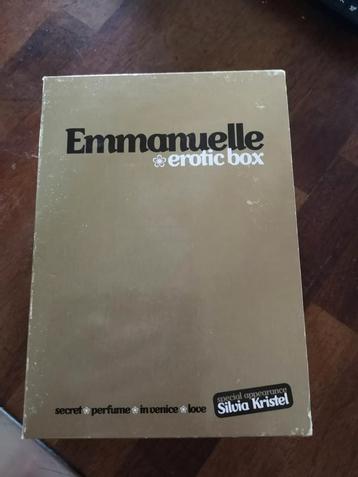 Emmanuelle
erotic box
special appearance
Silvia Kristel
secret perfume in venice love